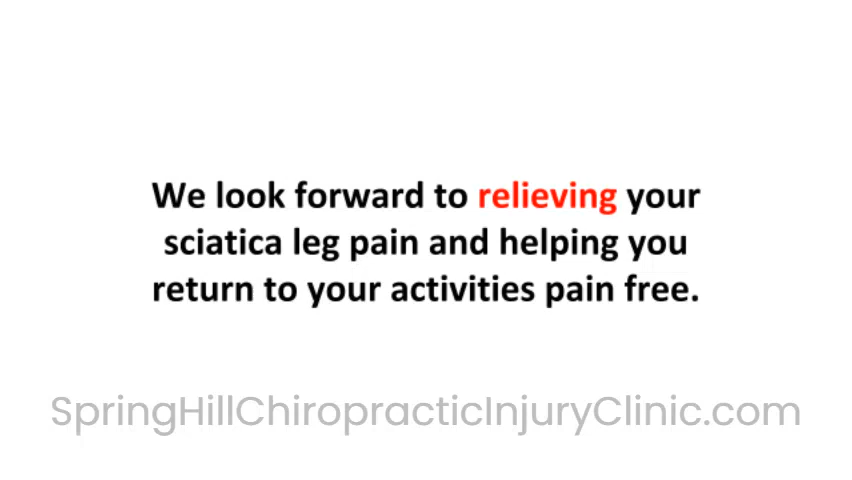 We look forward to relieving your
sciatica leg pain and helping you
return to your activities pain free.
SpringHillChiropracticInjuryClinic.com